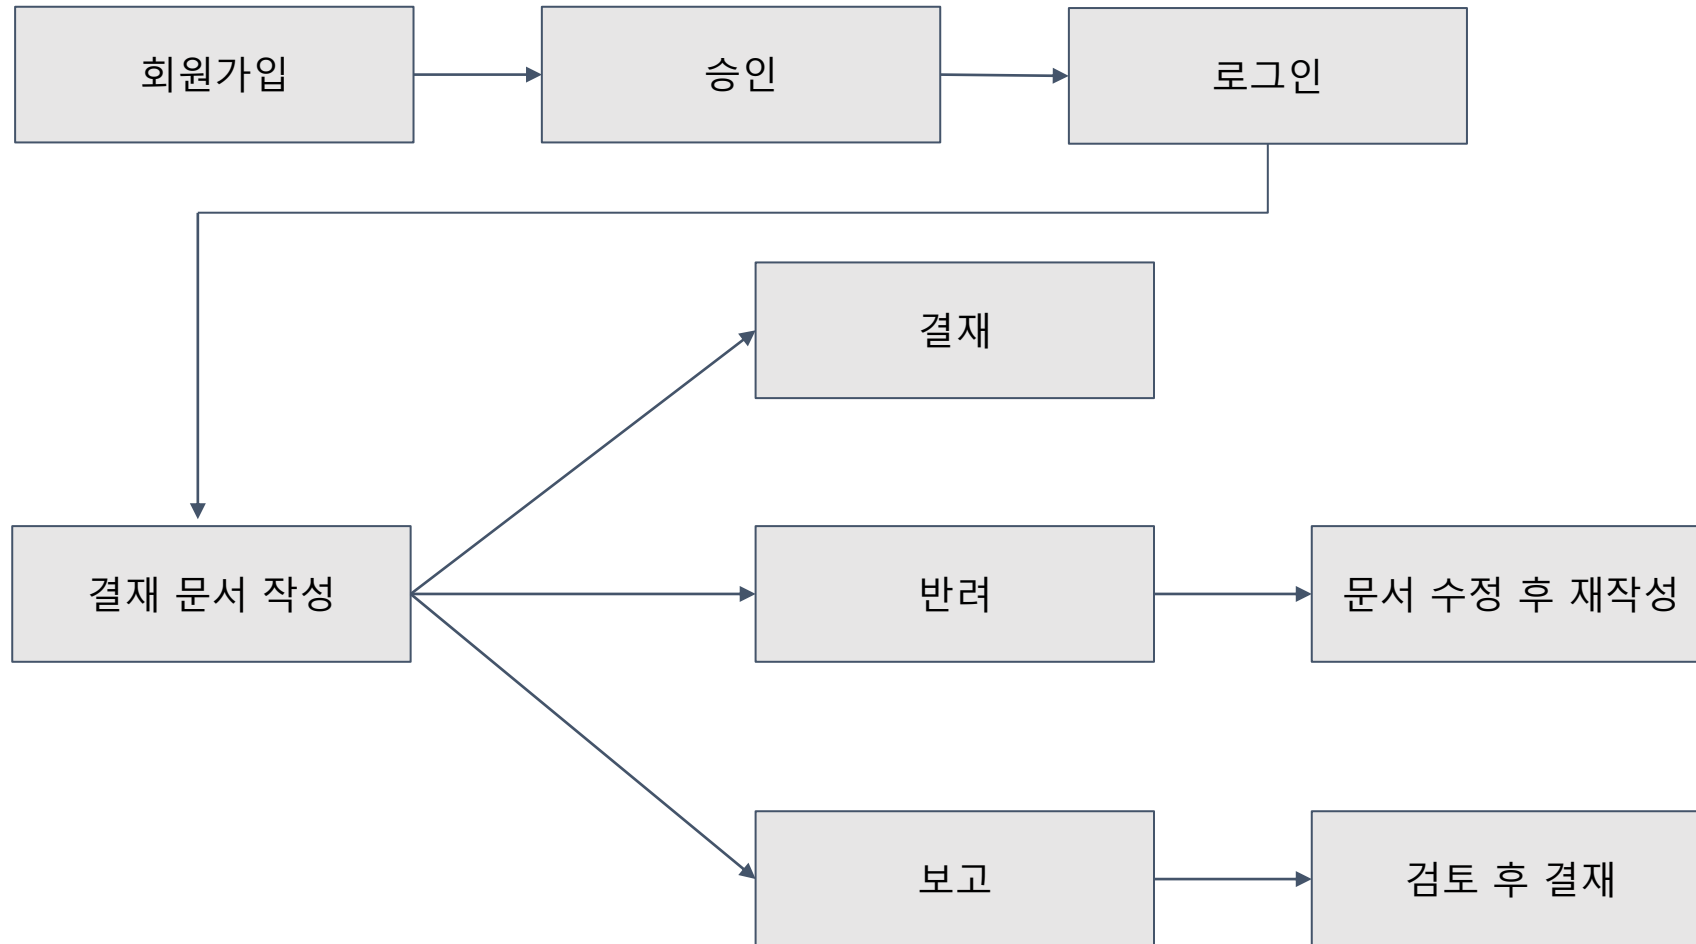 회원가입
승인
로그인
결재
결재 문서 작성
반려
문서 수정 후 재작성
보고
검토 후 결재